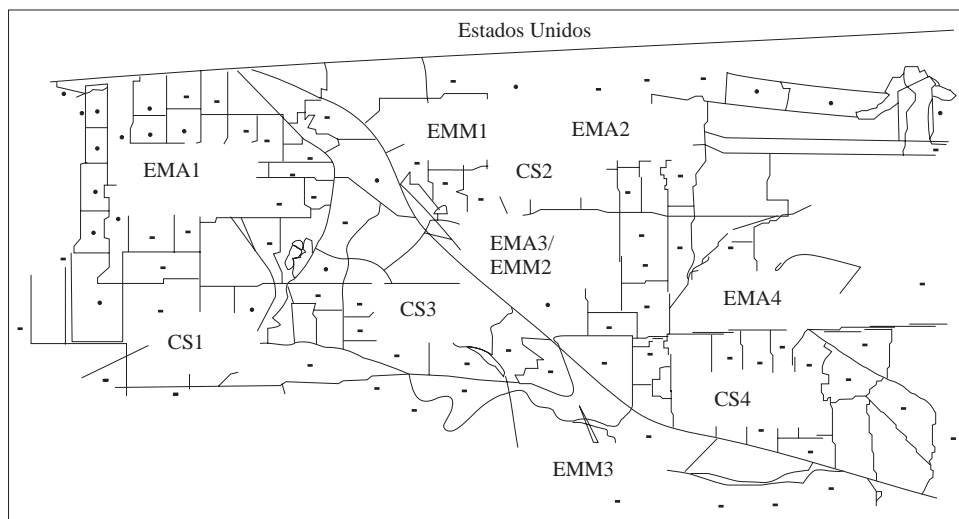 Estados Unidos
EMM1
EMA2
EMA1
CS2
EMA3/
EMM2
EMA4
CS3
CS1
CS4
EMM3